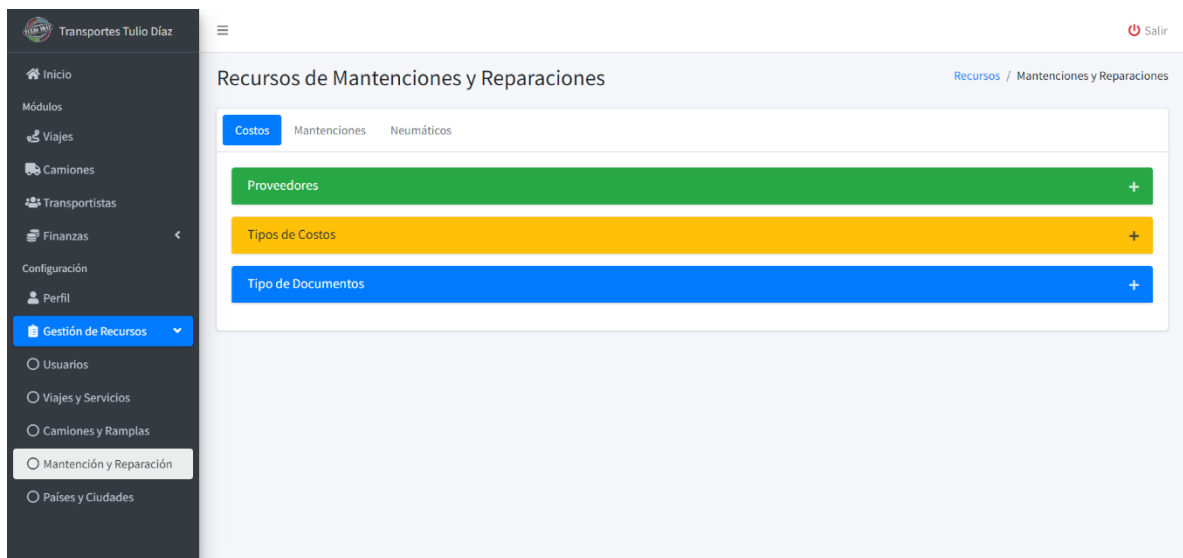 Transportes Tulio Díaz
Salir
Inicio
Módulos
Viajes
Camiones
Transportistas
Finanzas
Configuración
Perfil
Gestión de Recursos
Usuarios
Viajes y Servicios
Camiones y Ramplas
Mantención y Reparación
Países y Ciudades
Recursos de Mantenciones y Reparaciones
Recursos / Mantenciones y Reparaciones
Costos Mantenciones Neumáticos
Proveedores
Tipos de Costos
Tipo de Documentos